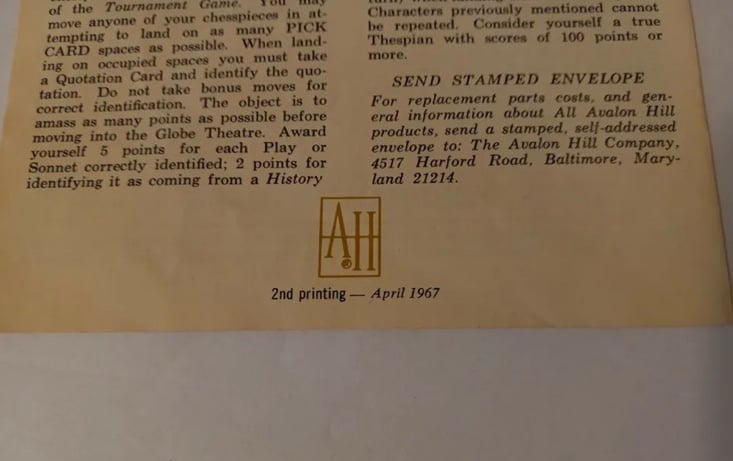 of the Tournament Game. You may
move anyone of your chesspieces in at-
tempting to land on as many PICK
CARD spaces as possible. When land-
ing on occupied spaces you must take
a Quotation Card and identify the quo-
tation. Do not take bonus moves for
correct identification. The object is to
amass as many points as possible before
moving into the Globe Theatre. Award
yourself 5 points for each Play or
Sonnet correctly identified; 2 points for
identifying it as coming from a History
Characters previously mentioned cannot
be repeated. Consider yourself a true
Thespian with scores of 100 points or
more.
SEND STAMPED ENVELOPE
For replacement parts costs, and gen-
eral information about All Avalon Hill
products, send a stamped, self-addressed
envelope to: The Avalon Hill Company,
4517 Harford Road, Baltimore, Mary-
land 21214.
AH
®
2nd printing — April 1967